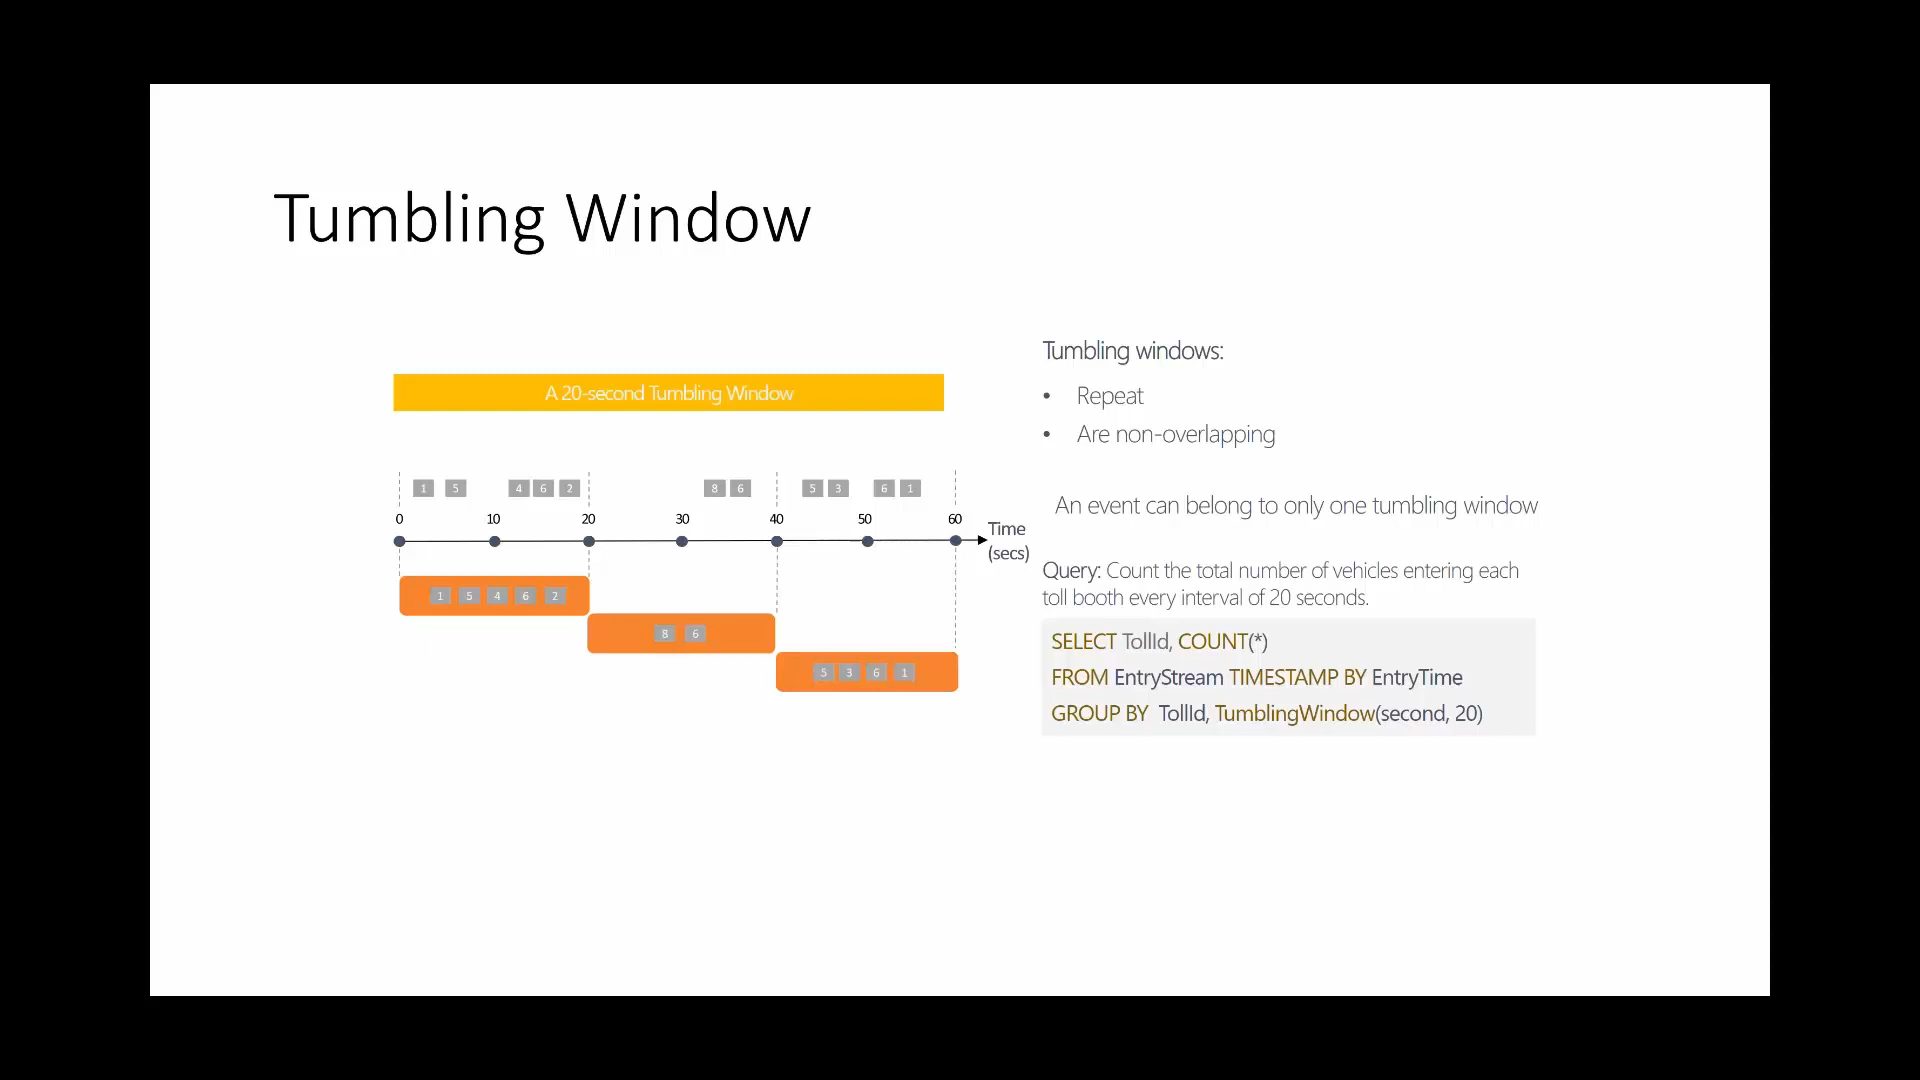 Tumbling Window
A 20-second Tumbling Window
1 5 4 6 2 8 6 5 3 6 1
0 10 20 30 40 50 60
Time
(secs)
1 5 4 6 2
8 6
5 3 6 1
Tumbling windows:
• Repeat
• Are non-overlapping
An event can belong to only one tumbling window
Query: Count the total number of vehicles entering each
toll booth every interval of 20 seconds.
SELECT TollId, COUNT(*)
FROM EntryStream TIMESTAMP BY EntryTime
GROUP BY TollId, TumblingWindow(second, 20)